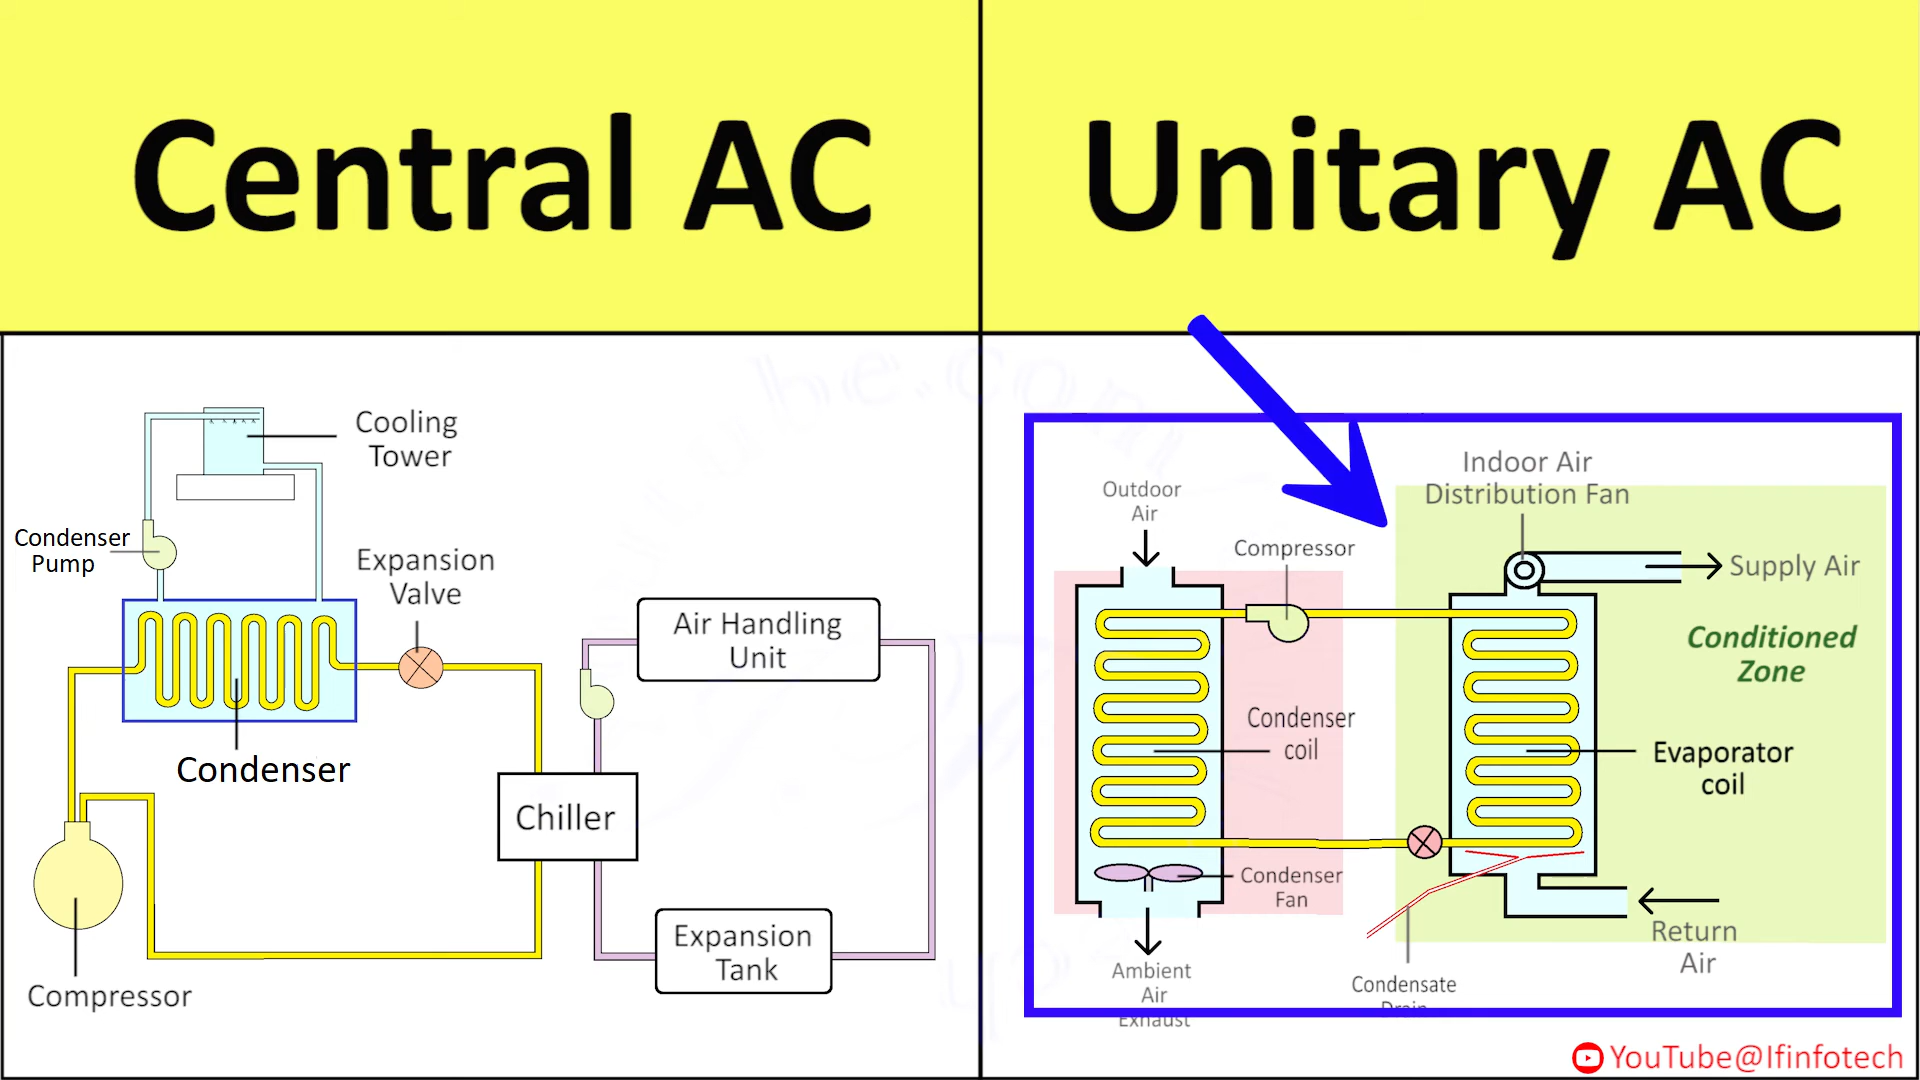 Central AC
Unitary AC
Cooling
Tower
Condenser
Pump
Expansion
Valve
Condenser
Compressor
Chiller
Air Handling
Unit
Expansion
Tank
Outdoor
Air
Compressor
Indoor Air
Distribution Fan
Supply Air
Conditioned
Zone
Condenser
coil
Evaporator
coil
Condenser
Fan
Return
Air
Ambient
Air
Exhaust
Condensate
Drain
YouTube@Ifinfotech